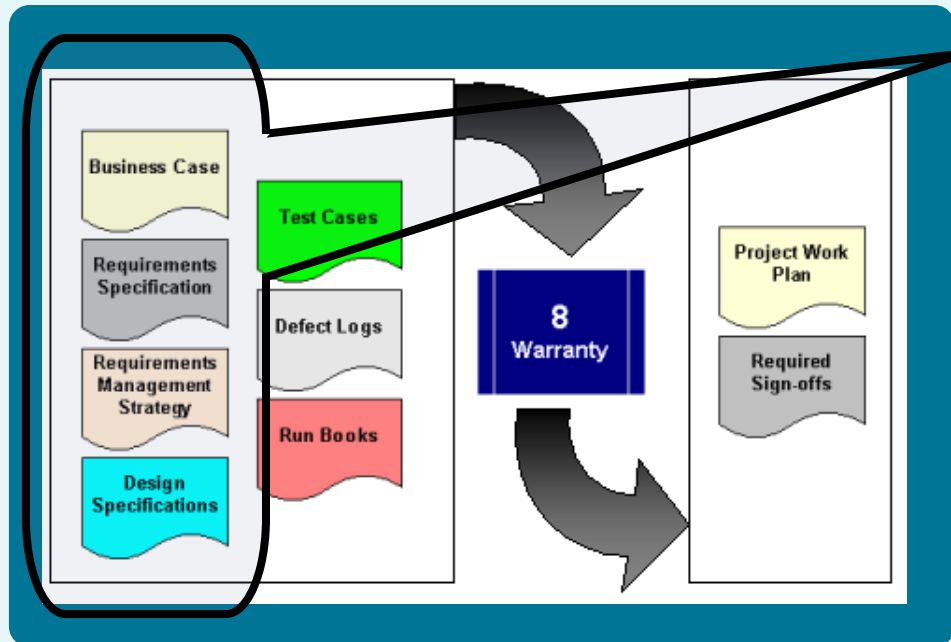 Business Case
Requirements
Specification
Requirements
Management
Strategy
Design
Specifications
Test Cases
Defect Logs
Run Books
8
Warranty
Project Work
Plan
Required
Sign-offs